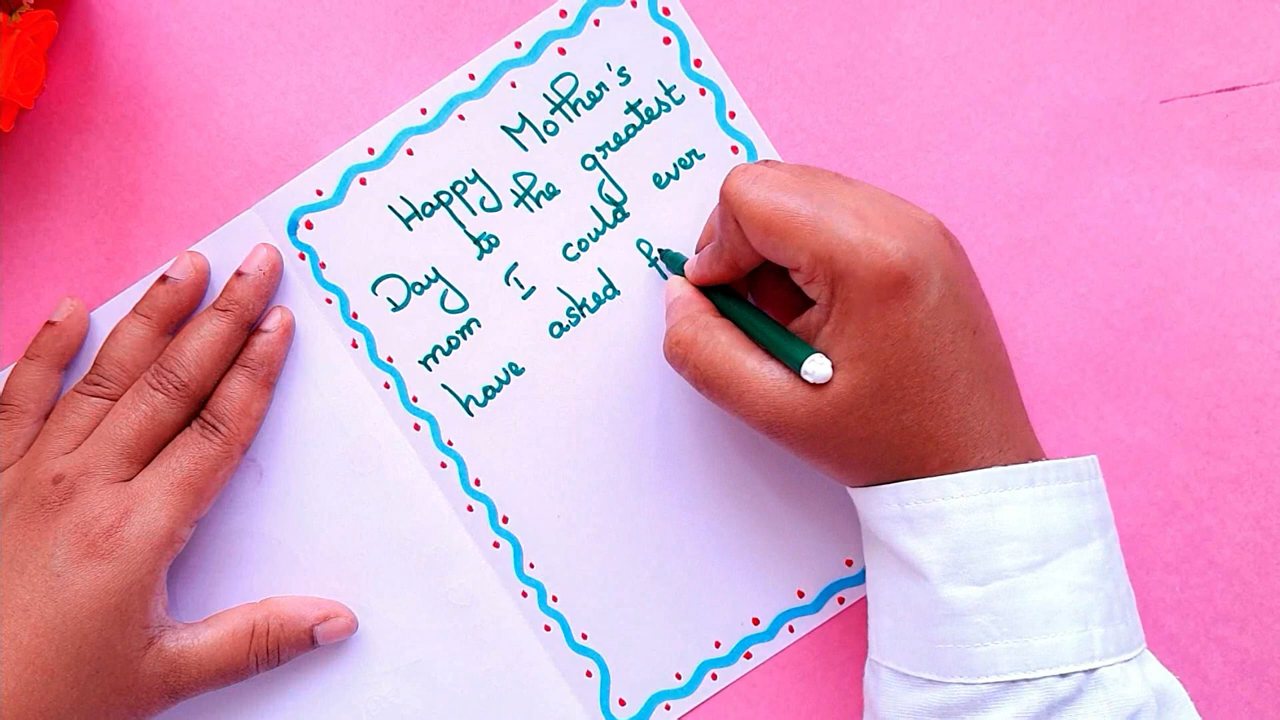 Happy Mother's
Day to the greatest
mom I could ever
have asked f